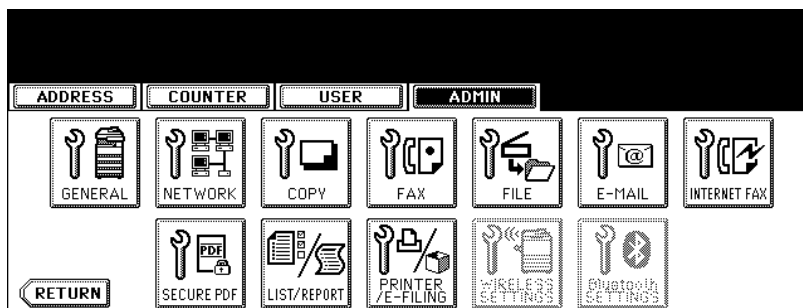 ADDRESS COUNTER USER ADMIN
GENERAL NETWORK COPY FAX FILE E-MAIL INTERNET FAX
@
PDF
SECURE PDF LIST/REPORT PRINTER
/E-FILING WIRELESS
SETTINGS Bluetooth
SETTINGS
RETURN